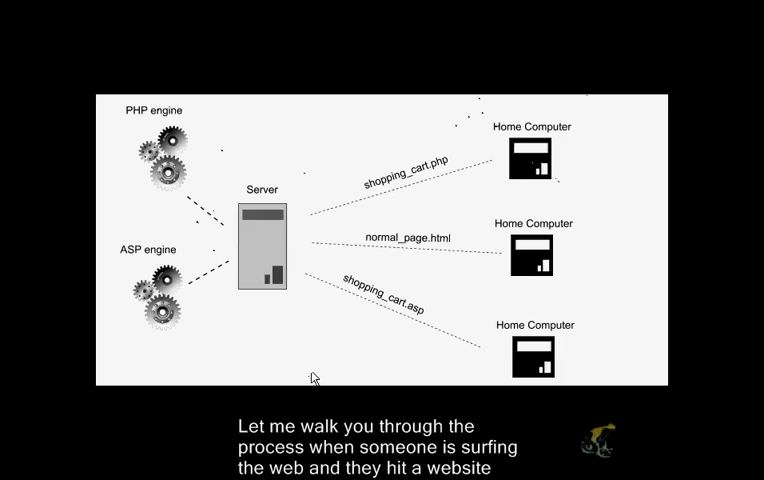 PHP engine
Home Computer
shopping_cart.php
Server
Home Computer
normal_page.html
ASP engine
shopping_cart.asp
Home Computer
Let me walk you through the
process when someone is surfing
the web and they hit a website